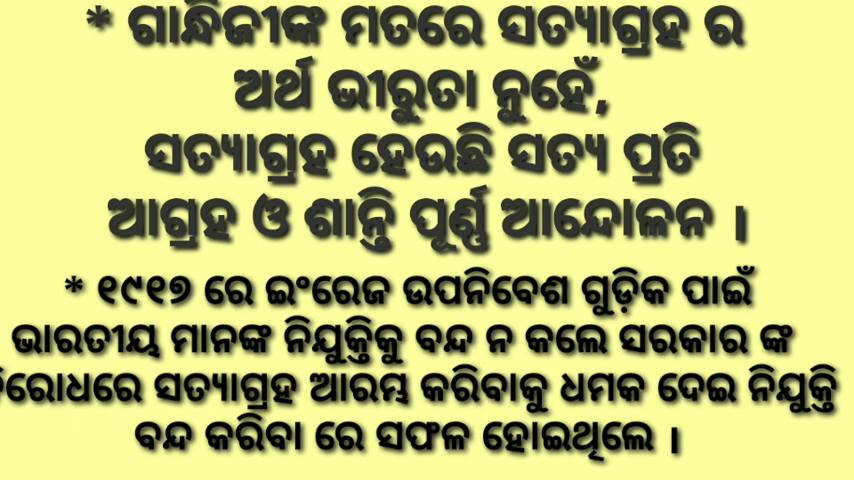 * ଗାନ୍ଧିଜୀଙ୍କ ମତରେ ସତ୍ୟାଗ୍ରହ ର
ଅର୍ଥ ଭୀରୁତା ନୁହେଁ,
ସତ୍ୟାଗ୍ରହ ହେଉଛି ସତ୍ୟ ପ୍ରତି
ଆଗ୍ରହ ଓ ଶାନ୍ତି ପୂର୍ଣ୍ଣ ଆନ୍ଦୋଳନ ।
* ୧୯୧୭ ରେ ଇଂରେଜ ଉପନିବେଶ ଗୁଡ଼ିକ ପାଇଁ
ଭାରତୀୟ ମାନଙ୍କ ନିଯୁକ୍ତିକୁ ବନ୍ଦ ନ କଲେ ସରକାର ଙ୍କ
ସତ୍ୟାଗ୍ରହ ଆରମ୍ଭ କରିବାକୁ ଧମକ ଦେଇ ନିଯୁକ୍ତି
ବନ୍ଦ କରିବା ରେ ସଫଳ ହୋଇଥିଲେ ।